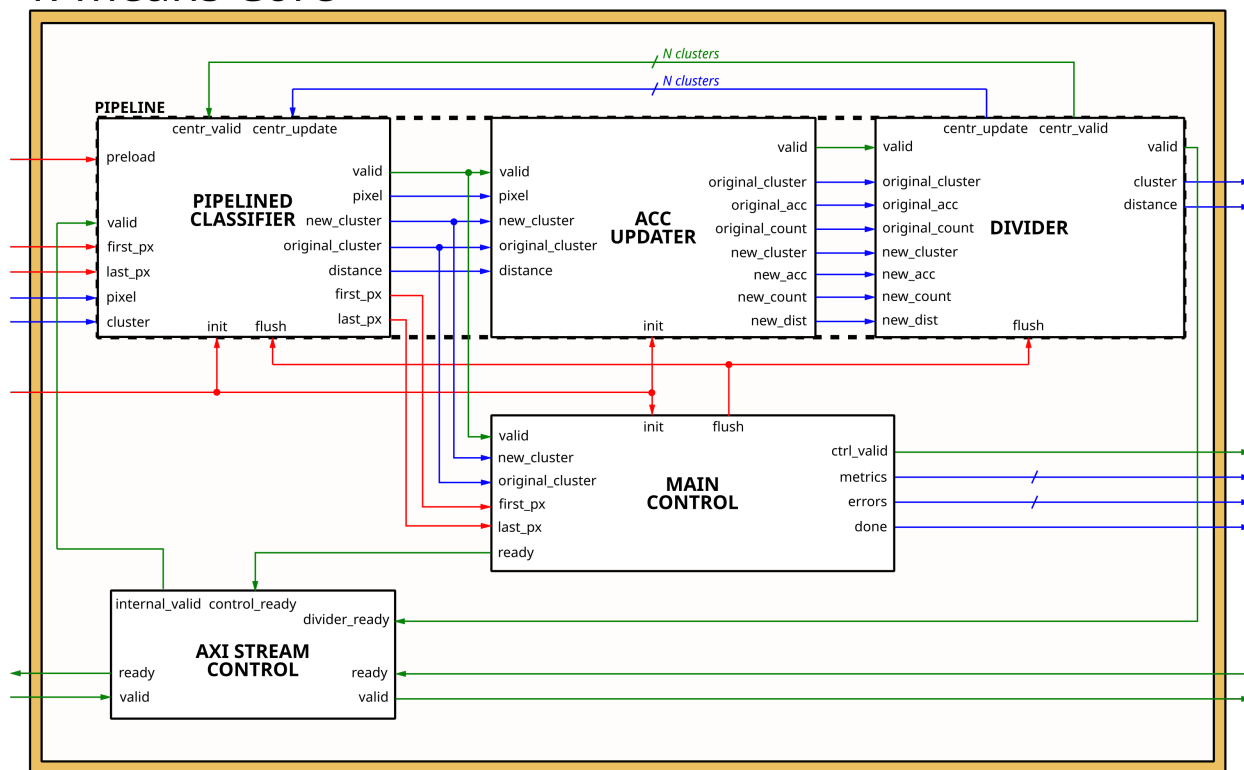 N clusters
N clusters
PIPELINE
centr_valid centr_update
preload
valid
first_px
last_px
pixel
cluster
PIPELINED
CLASSIFIER
valid
pixel
new_cluster
original_cluster
distance
first_px
last_px
init flush
valid
pixel
new_cluster
original_cluster
distance
ACC
UPDATER
valid
original_cluster
original_acc
original_count
new_cluster
new_acc
new_count
new_dist
init
centr_update centr_valid
valid
original_cluster
original_acc
original_count
new_cluster
new_acc
new_count
new_dist
DIVIDER
valid
cluster
distance
flush
init flush
valid
new_cluster
original_cluster
first_px
last_px
ready
MAIN
CONTROL
ctrl_valid
metrics
errors
done
internal_valid control_ready
divider_ready
AXI STREAM
CONTROL
ready
valid
ready
valid